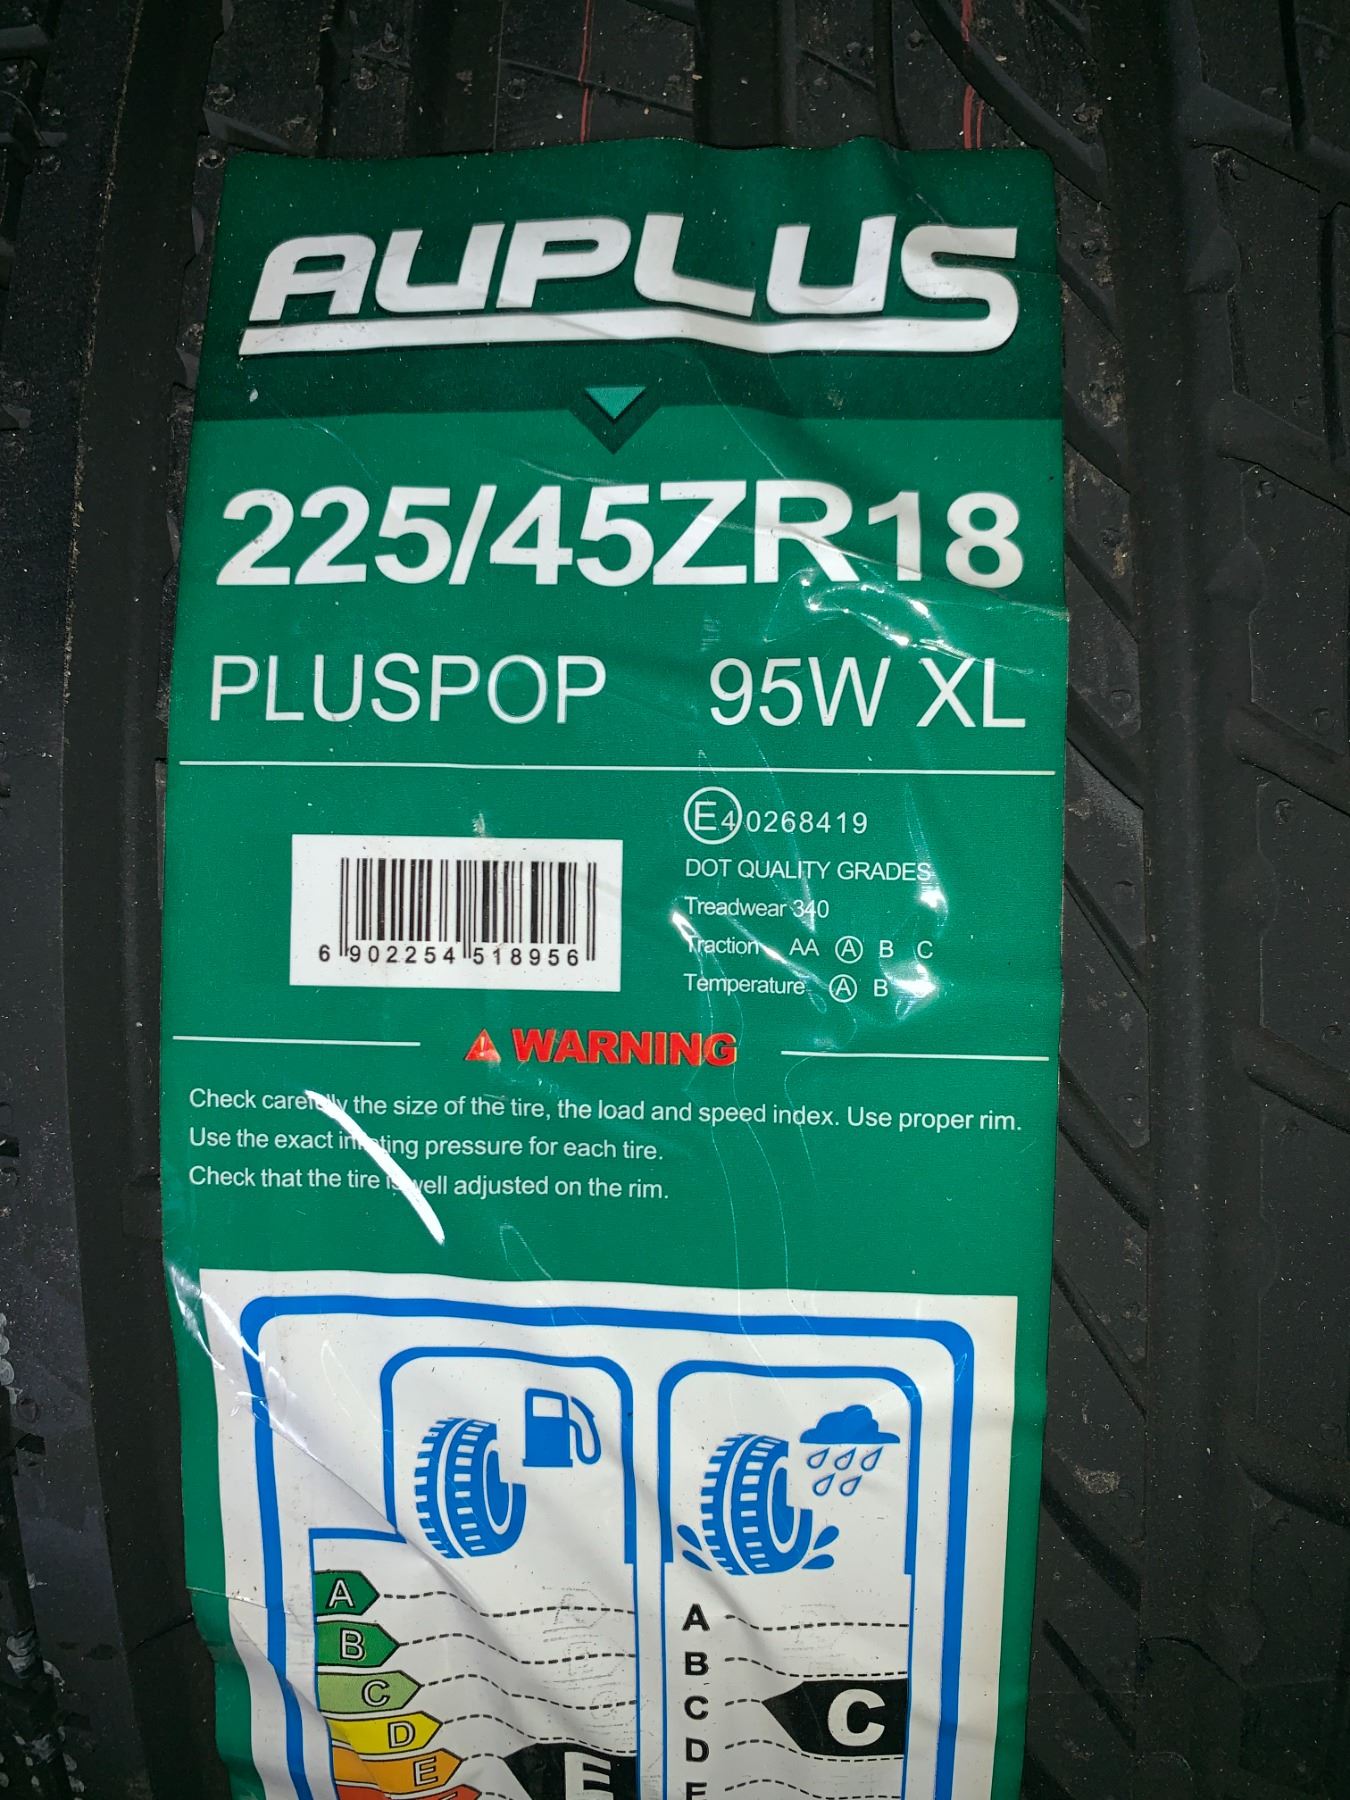 AUPLUS
225/45ZR18
PLUSPOP 95W XL
E4 0268419
DOT QUALITY GRADES
Treadwear 340
Traction AA A B C
Temperature A B
6 902254 518956
WARNING
Check carefully the size of the tire, the load and speed index. Use proper rim.
Use the exact inflating pressure for each tire.
Check that the tire is well adjusted on the rim.
A
B
C
D
E
E
A
B
C
D
C